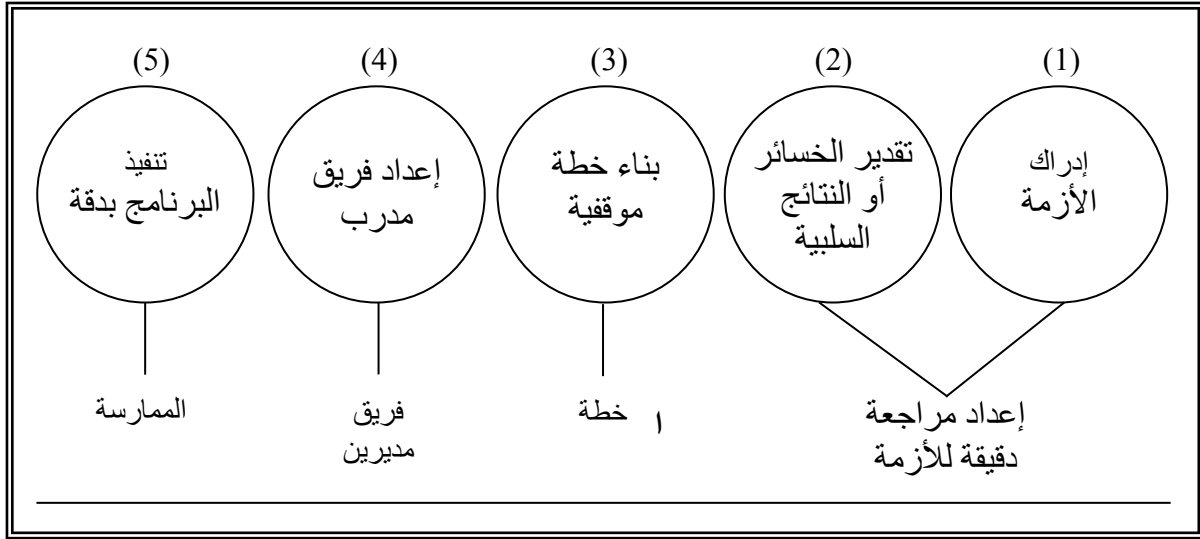 (1)
إدراك
الأزمة
(2)
تقدير الخسائر
أو النتائج
السلبية
(3)
بناء خطة
موقفية
(4)
إعداد فريق
مدرب
(5)
تنفيذ
البرنامج بدقة
إعداد مراجعة
دقيقة للأزمة
ا خطة
فريق
مديرين
الممارسة